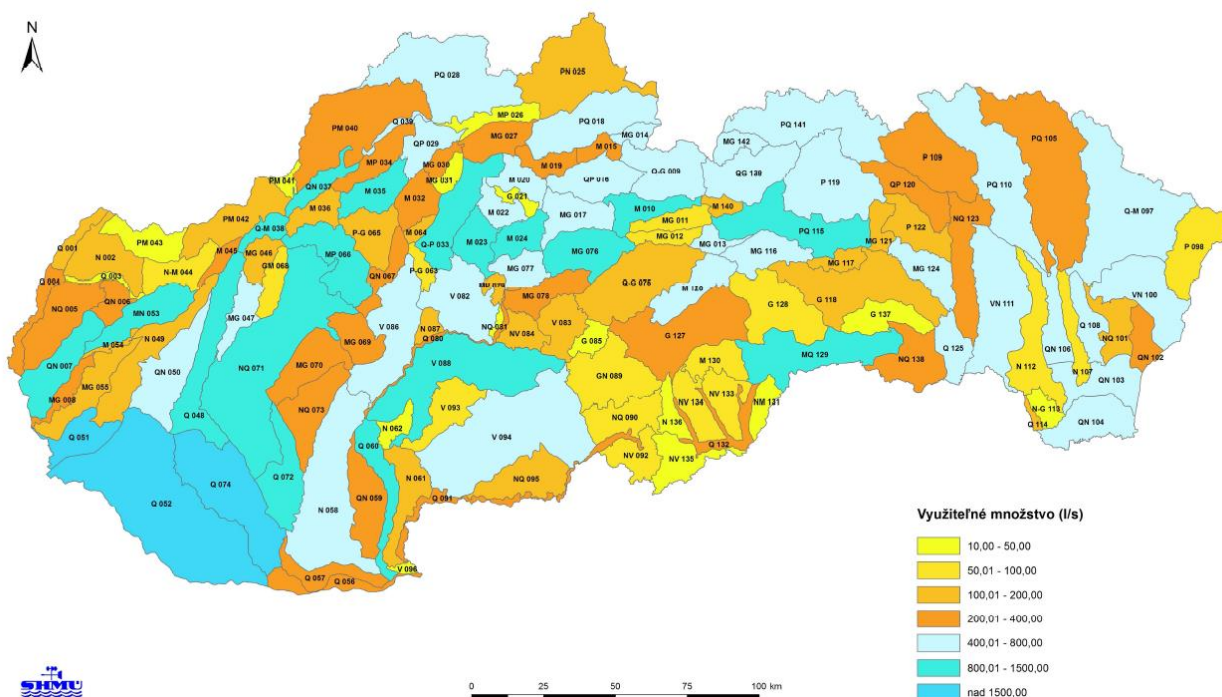 N
PN 025
PQ 028
MP 026
Q 039
PM 040
PQ 018
MG 027
MG 014
PQ 141
PQ 105
QP 029
MG 142
MP 034
M 015
P 109
MG 030
M 019
QG 139
PM 041
QN 037
MG 031
M 020
QP 016
Q-G 009
P 119
QP 120
M 035
M 032
G 021
PQ 110
Q-M 097
M 036
M 022
MG 017
M 010
M 140
PM 042
MG 011
NQ 123
Q-M 038
P-G 065
M 064
PQ 115
P 122
Q 001
PM 043
M 045
Q-P 033
M 023
M 024
MG 012
MG 013
MG 121
P 098
N 002
MG 046
MP 066
MG 076
MG 116
MG 117
MG 124
N-M 044
GM 068
QN 067
P-G 063
MG 077
Q 003
Q 004
Q-G 075
VN 100
QN 006
MG 078
G 128
G 118
VN 111
NQ 005
MN 053
MG 047
V 082
G 137
V 086
NQ 081
V 083
Q 108
N 049
N 087
G 127
M 054
Q 080
NV 084
NQ 101
MG 069
G 085
Q 125
QN 106
QN 102
QN 007
MQ 129
NQ 138
V 088
M 130
MG 070
N 112
N 107
QN 050
NQ 071
GN 089
QN 103
MG 055
MG 008
NV 133
NM 131
NV 134
NQ 073
V 093
Q 048
NQ 090
N 136
N-G 113
N 062
Q 114
QN 104
Q 051
V 094
Q 060
Q 132
NV 092
NV 135
Q 074
Q 072
N 061
NQ 095
QN 059
Q 091
Q 052
N 058
V 096
Q 057
Q 056
Využiteľné množstvo (l/s)
10,00 - 50,00
50,01 - 100,00
100,01 - 200,00
200,01 - 400,00
400,01 - 800,00
800,01 - 1500,00
nad 1500.00
SHMÚ
0 25 50 75 100 km